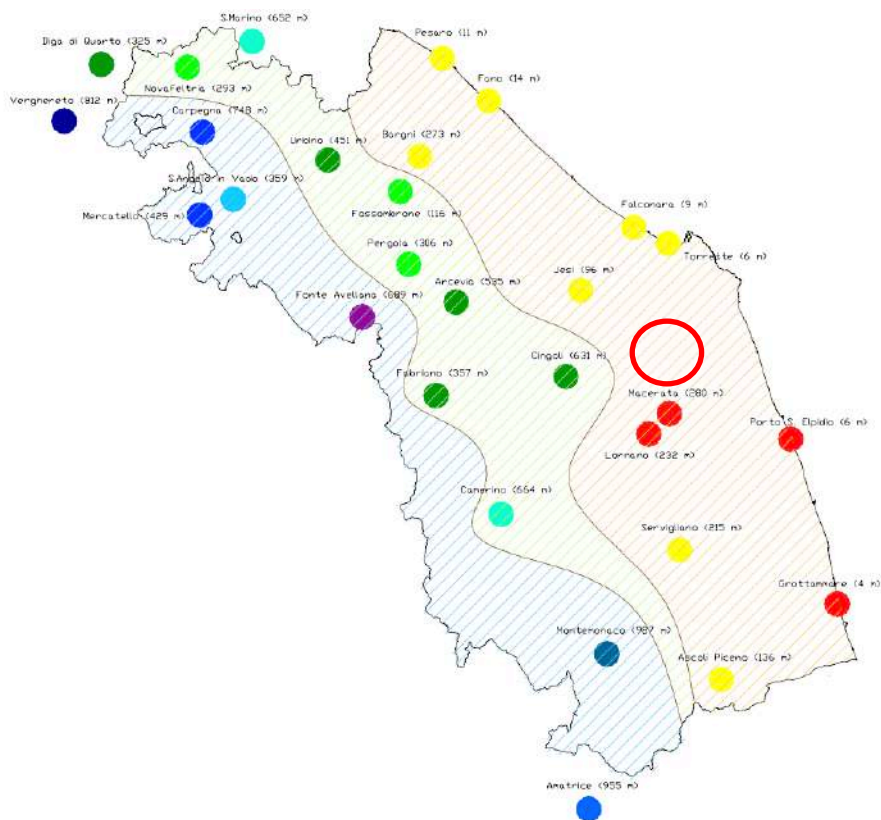 S.Marino (652 m)
Pesaro (11 m)
Diga di Quarto (325 m)
Fano (14 m)
NovaFeltria (293 m)
Verghereto (812 m)
Carpegna (748 m)
Urbino (451 m)
Bargni (273 m)
S.Angelo in Vado (359 m)
Mercatello (429 m)
Fossombrone (116 m)
Falconara (9 m)
Pergola (306 m)
Torrette (6 m)
Jesi (96 m)
Arcevia (535 m)
Fonte Avellana (689 m)
Cingoli (631 m)
Fabriano (357 m)
Macerata (280 m)
Porto S. Elpidio (6 m)
Lornano (232 m)
Camerino (664 m)
Servigliano (215 m)
Grottammare (4 m)
Montemonaco (987 m)
Ascoli Piceno (136 m)
Amatrice (955 m)